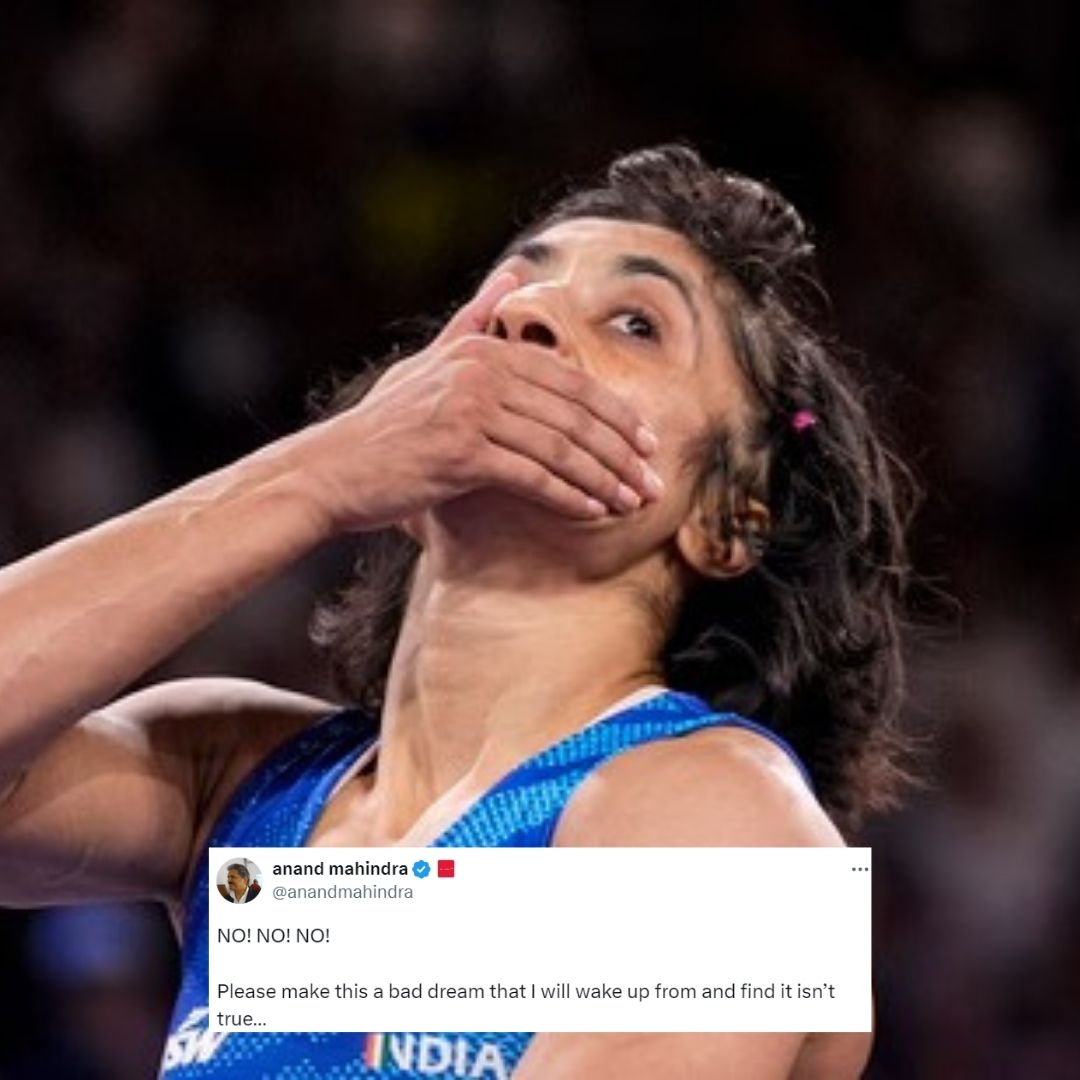 anand mahindra
@anandmahindra
NO! NO! NO!
Please make this a bad dream that I will wake up from and find it isn’t
true...
JSW
INDIA